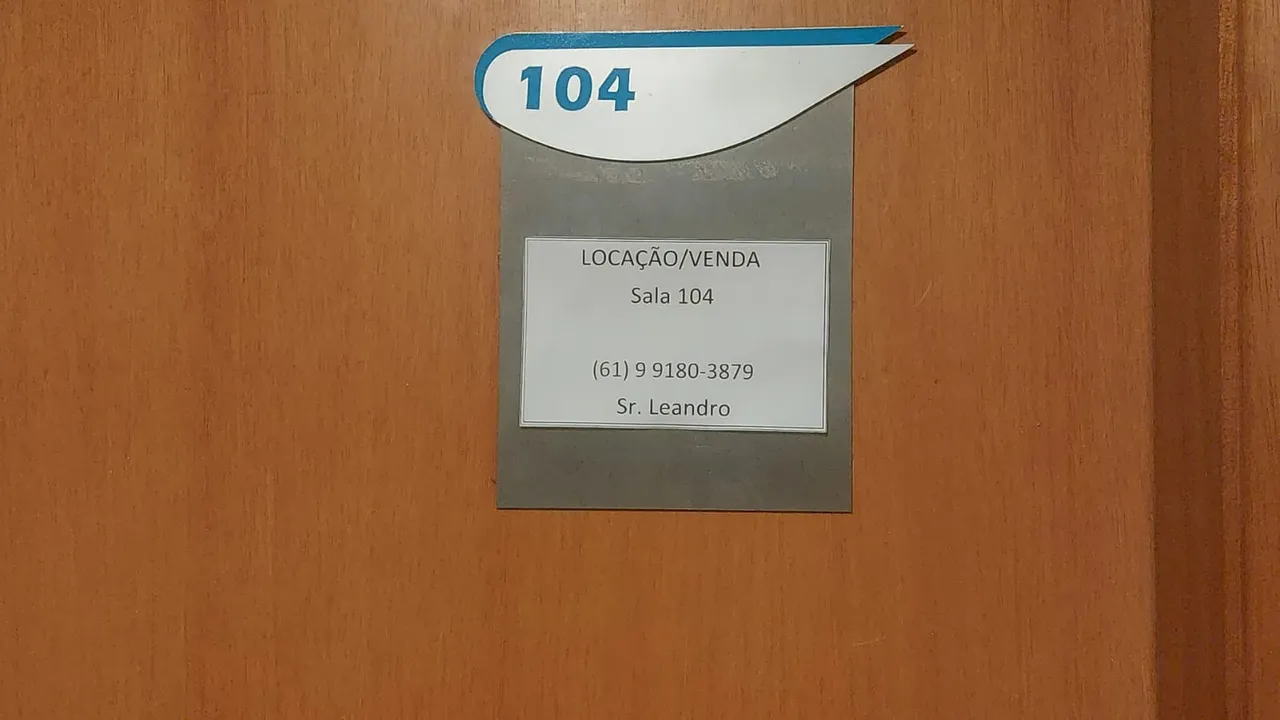 104
LOCAÇÃO/VENDA
Sala 104
(61) 9 9180-3879
Sr. Leandro